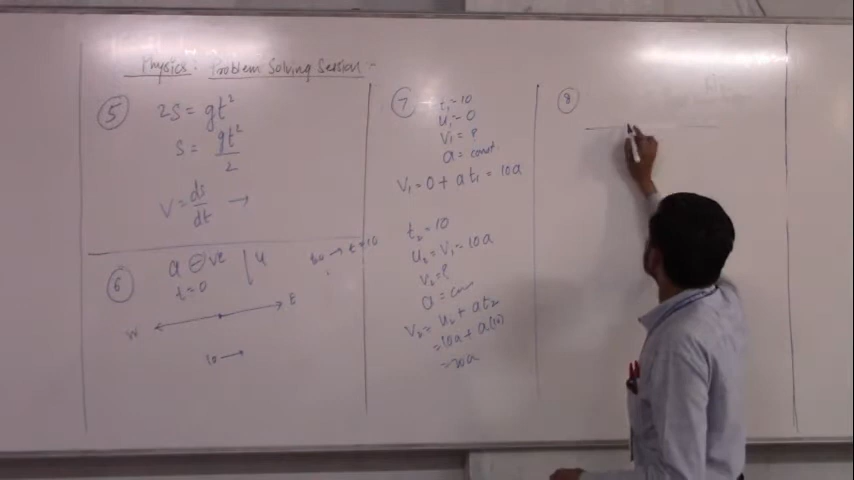 Physics: Problem Solving Session:-
5
2S = gt²
S = gt²/2
V = ds/dt →
6
a ⊖ve | u
t = 0
W E
10 →
7
t₁ = 10
u₁ = 0
V₁ = ?
a = const.
V₁ = 0 + at₁ = 10a
t₂ = 10
u₂ = V₁ = 10a
V₂ = ?
a = con
V₂ = u₂ + at₂
= 10a + a(10)
= 20a
8